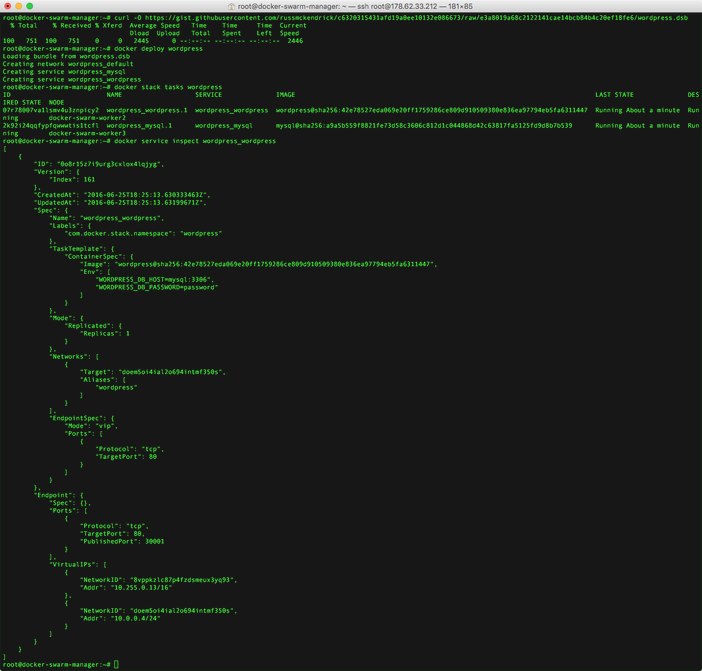 root@docker-swarm-manager: ~ — ssh root@178.62.33.212 — 181×85
root@docker-swarm-manager:~# curl -O https://gist.githubusercontent.com/russmckendrick/c6320315431afd19a0ee10132e086673/raw/e3a8019a68c2122141cae14bcb84b4c20ef18fe6/wordpress.dsb
% Total % Received % Xferd Average Speed Time Time Time Current
Dload Upload Total Spent Left Speed
100 751 100 751 0 0 2445 0 --:--:-- --:--:-- --:--:-- 2446
root@docker-swarm-manager:~# docker deploy wordpress
Loading bundle from wordpress.dsb
Creating network wordpress_default
Creating service wordpress_mysql
Creating service wordpress_wordpress
root@docker-swarm-manager:~# docker stack tasks wordpress
ID NAME SERVICE IMAGE LAST STATE DES
IRED STATE NODE
wordpress_wordpress.1 wordpress_wordpress wordpress@sha256:42e78527eda069e20ff1759286ce809d910509380e836ea97794eb5fa6311447 Running About a minute Run
ning docker-swarm-worker2
wordpress_mysql.1 wordpress_mysql mysql@sha256:a9a5b559f8821fe73d58c3606c812d1c044868d42c63817fa5125fd9d8b7b539 Running About a minute Run
ning docker-swarm-worker3
root@docker-swarm-manager:~# docker service inspect wordpress_wordpress
[
{
"ID": "0o8r15z7i9urg3cxlox4lqjyg",
"Version": {
"Index": 161
},
"CreatedAt": "2016-06-25T18:25:13.630333463Z",
"UpdatedAt": "2016-06-25T18:25:13.63199671Z",
"Spec": {
"Name": "wordpress_wordpress",
"Labels": {
"com.docker.stack.namespace": "wordpress"
},
"TaskTemplate": {
"ContainerSpec": {
"Image": "wordpress@sha256:42e78527eda069e20ff1759286ce809d910509380e836ea97794eb5fa6311447",
"Env": [
"WORDPRESS_DB_HOST=mysql:3306",
"WORDPRESS_DB_PASSWORD=password"
]
}
},
"Mode": {
"Replicated": {
"Replicas": 1
}
},
"Networks": [
{
"Target": "doem5oi4ial2o694intmf350s",
"Aliases": [
"wordpress"
]
}
],
"EndpointSpec": {
"Mode": "vip",
"Ports": [
{
"Protocol": "tcp",
"TargetPort": 80
}
]
}
},
"Endpoint": {
"Spec": {},
"Ports": [
{
"Protocol": "tcp",
"TargetPort": 80,
"PublishedPort": 30001
}
],
"VirtualIPs": [
{
"NetworkID": "8vppkzlc87p4fzdsmeux3yq93",
"Addr": "10.255.0.13/16"
},
{
"NetworkID": "doem5oi4ial2o694intmf350s",
"Addr": "10.0.0.4/24"
}
]
}
}
]
root@docker-swarm-manager:~#